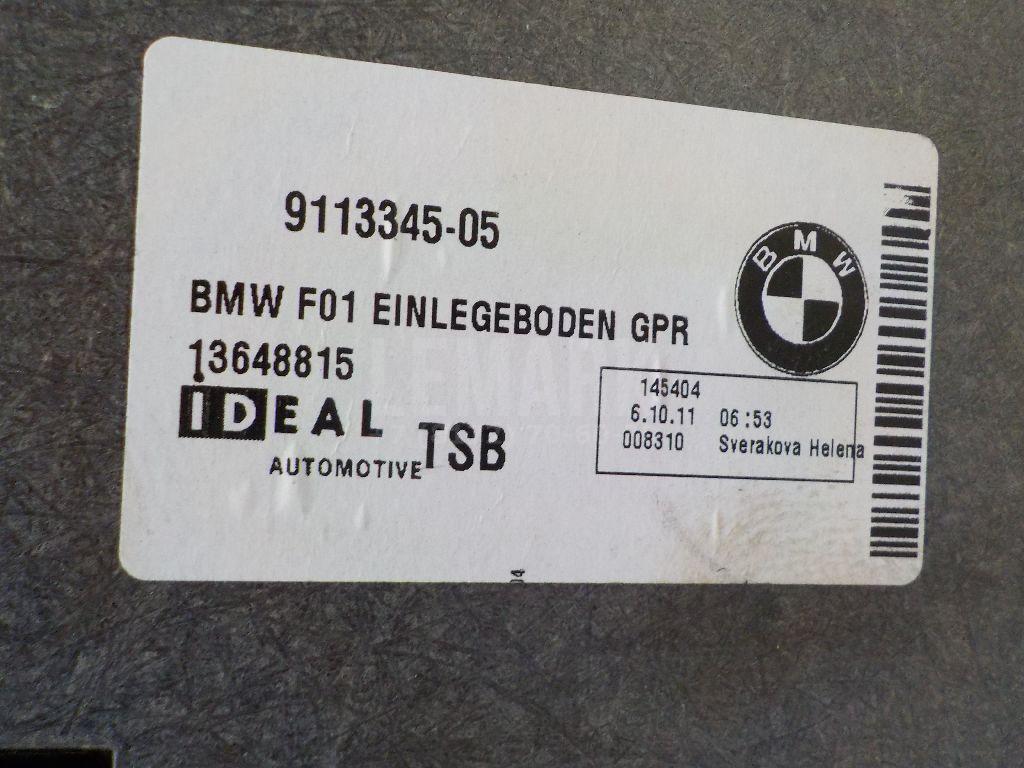 9113345-05
BMW
BMW F01 EINLEGEBODEN GPR
13648815
IDEAL
AUTOMOTIVE TSB
145404
6.10.11 06:53
008310 Sverakova Helena
04